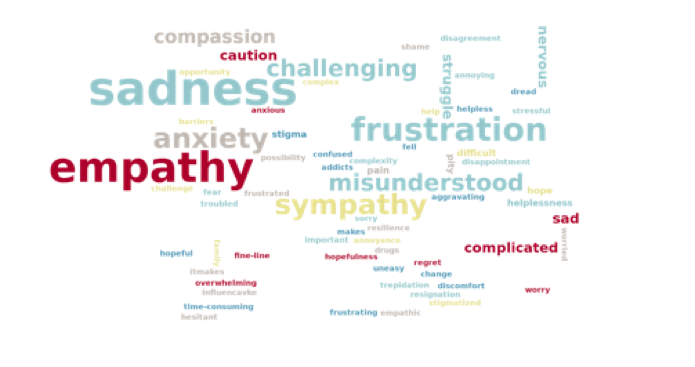 compassion
disagreement
nervous
shame
caution
challenging
struggle
opportunity
annoying
sadness
complex
dread
anxious
help
helpless
stressful
barriers
anxiety
stigma
frustration
fell
empathy
possibility
confused
complexity
pity
difficult
disappointment
addicts
pain
misunderstood
challenge
fear
frustrated
hope
troubled
sympathy
aggravating
helplessness
sorry
sad
makes
resilience
worried
important
annoyance
complicated
hopeful
family
fine-line
hopefulness
drugs
regret
itmakes
uneasy
change
overwhelming
trepidation
discomfort
influencavke
resignation
worry
stigmatized
time-consuming
hesitant
frustrating
empathic